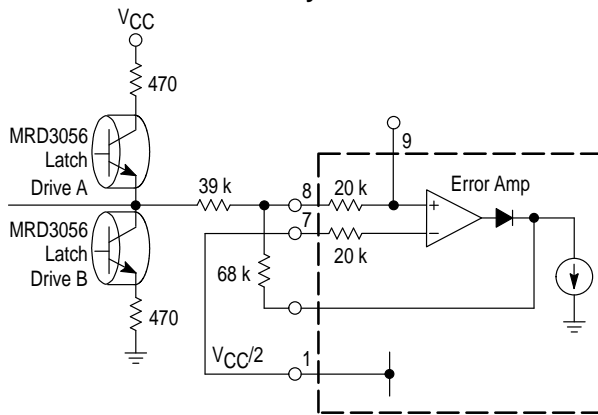 VCC
470
MRD3056
Latch
Drive A
9
39 k
8
20 k
Error Amp
+
7
20 k
–
MRD3056
Latch
Drive B
68 k
470
VCC/2
1